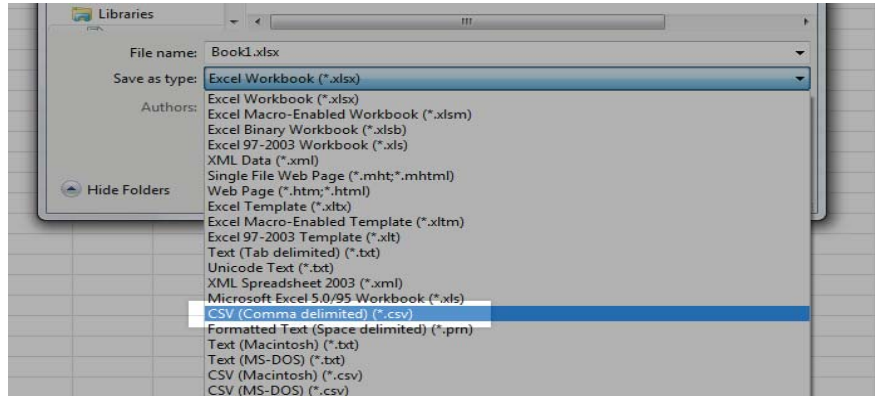 Libraries
File name: Book1.xlsx
Save as type: Excel Workbook (*.xlsx)
Authors:
Excel Workbook (*.xlsx)
Excel Macro-Enabled Workbook (*.xlsm)
Excel Binary Workbook (*.xlsb)
Excel 97-2003 Workbook (*.xls)
XML Data (*.xml)
Single File Web Page (*.mht;*.mhtml)
Hide Folders
Web Page (*.htm;*.html)
Excel Template (*.xltx)
Excel Macro-Enabled Template (*.xltm)
Excel 97-2003 Template (*.xlt)
Text (Tab delimited) (*.txt)
Unicode Text (*.txt)
XML Spreadsheet 2003 (*.xml)
Microsoft Excel 5.0/95 Workbook (*.xls)
CSV (Comma delimited) (*.csv)
Formatted Text (Space delimited) (*.prn)
Text (Macintosh) (*.txt)
Text (MS-DOS) (*.txt)
CSV (Macintosh) (*.csv)
CSV (MS-DOS) (*.csv)